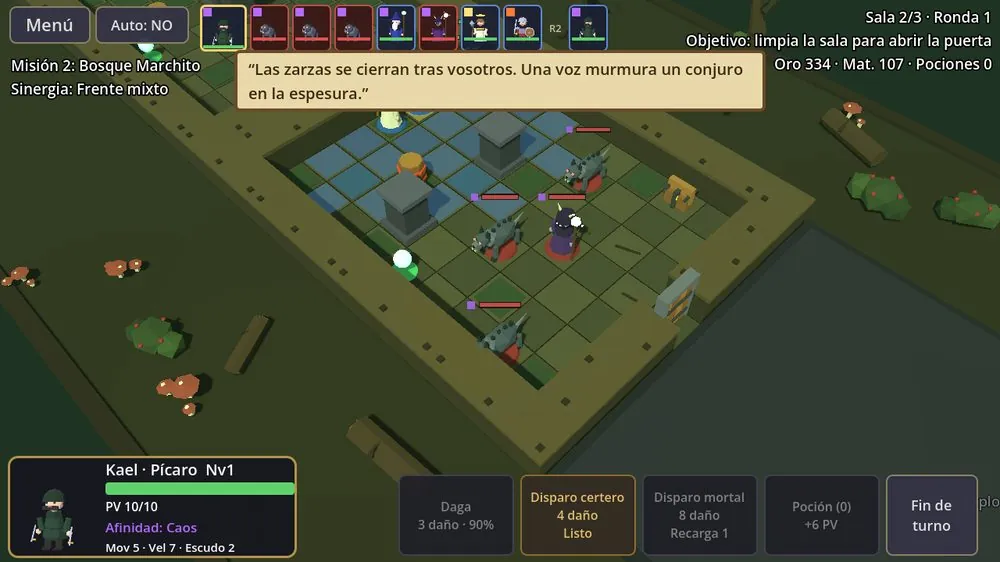 Menú
Auto: NO
R2
Sala 2/3 · Ronda 1
Objetivo: limpia la sala para abrir la puerta
Oro 334 · Mat. 107 · Pociones 0
Misión 2: Bosque Marchito
Sinergia: Frente mixto
“Las zarzas se cierran tras vosotros. Una voz murmura un conjuro
en la espesura.”
Kael · Pícaro Nv1
PV 10/10
Afinidad: Caos
Mov 5 · Vel 7 · Escudo 2
Daga
3 daño · 90%
Disparo certero
4 daño
Listo
Disparo mortal
8 daño
Recarga 1
Poción (0)
+6 PV
Fin de
turno